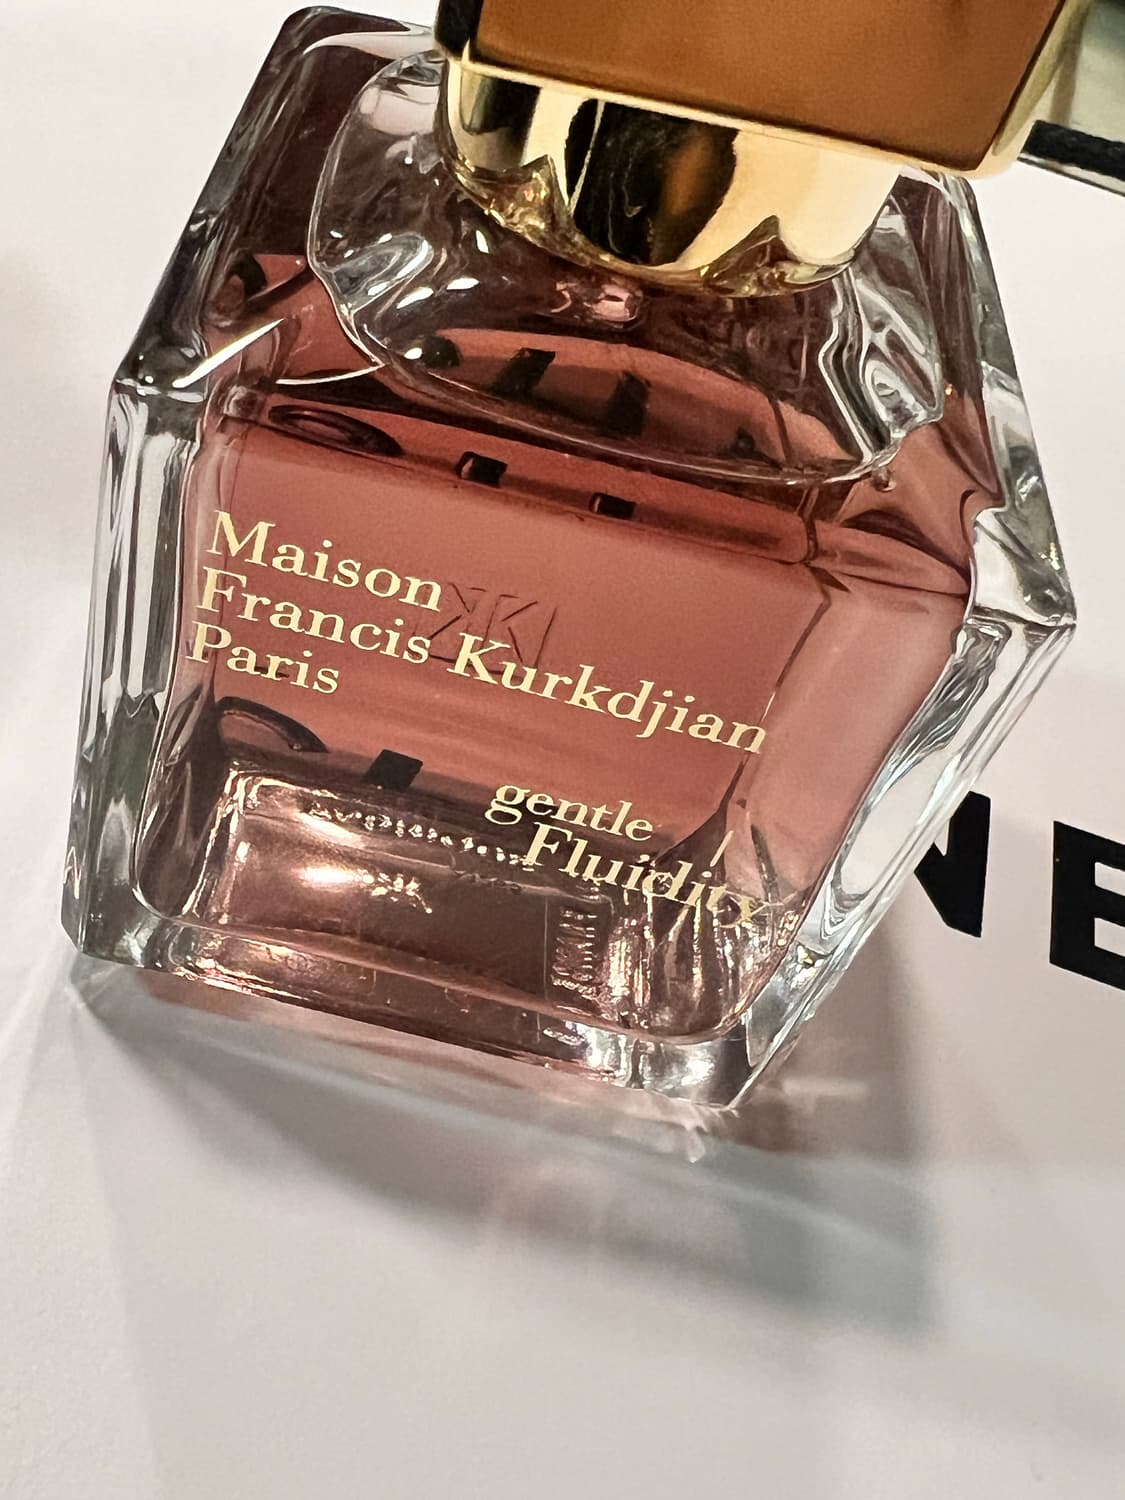 Maison
Francis Kurkdjian
Paris
gentle
Fluidity
NE